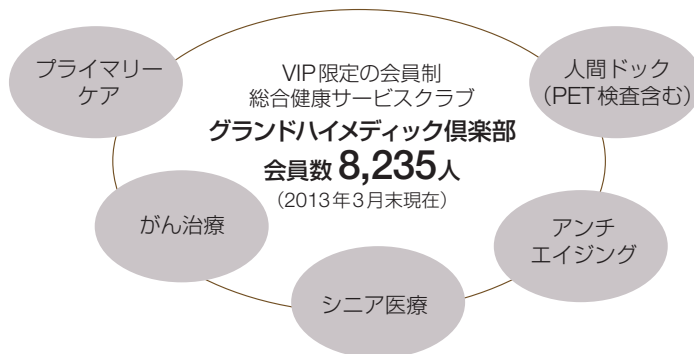 VIP限定の会員制
総合健康サービスクラブ
グランドハイメディック倶楽部
会員数 8,235人
(2013年3月末現在)
プライマリー
ケア
人間ドック
(PET検査含む)
がん治療
アンチ
エイジング
シニア医療